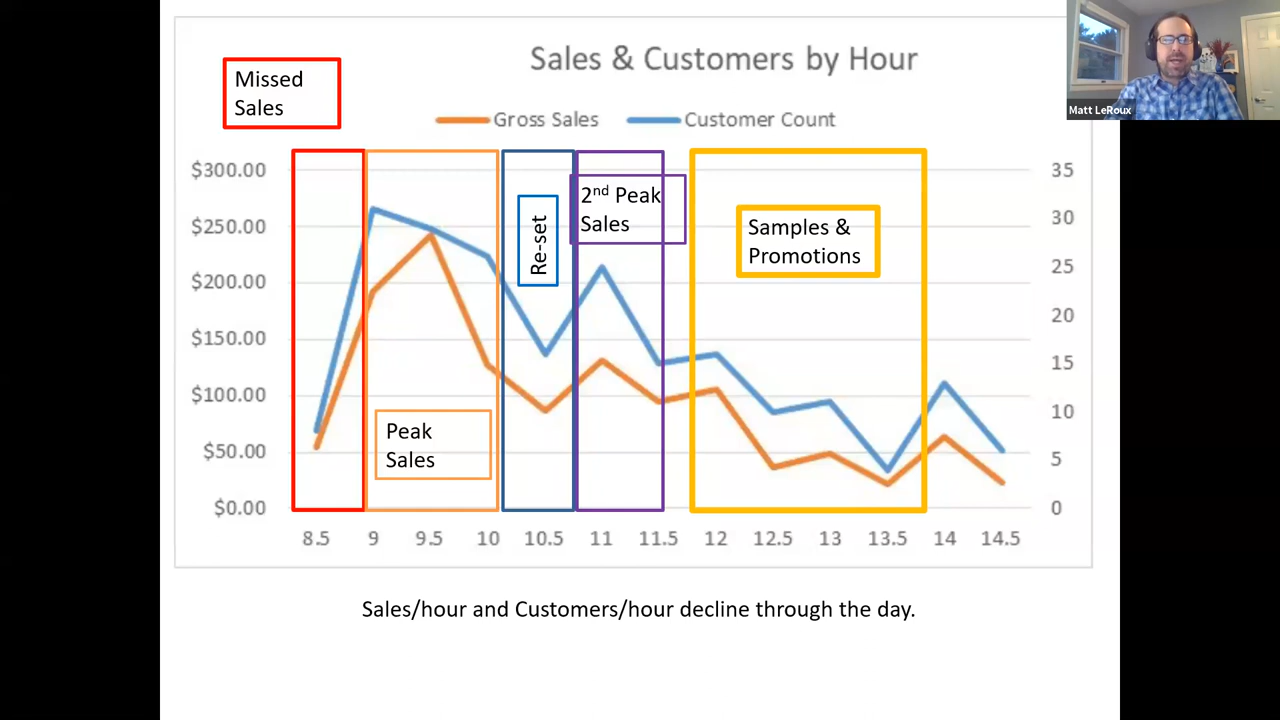 Missed
Sales
Sales & Customers by Hour
Matt LeRoux
Gross Sales
Customer Count
$300.00
$250.00
$200.00
$150.00
$100.00
$50.00
$0.00
35
30
25
20
15
10
5
0
Peak
Sales
Re-set
2nd Peak
Sales
Samples &
Promotions
8.5 9 9.5 10 10.5 11 11.5 12 12.5 13 13.5 14 14.5
Sales/hour and Customers/hour decline through the day.